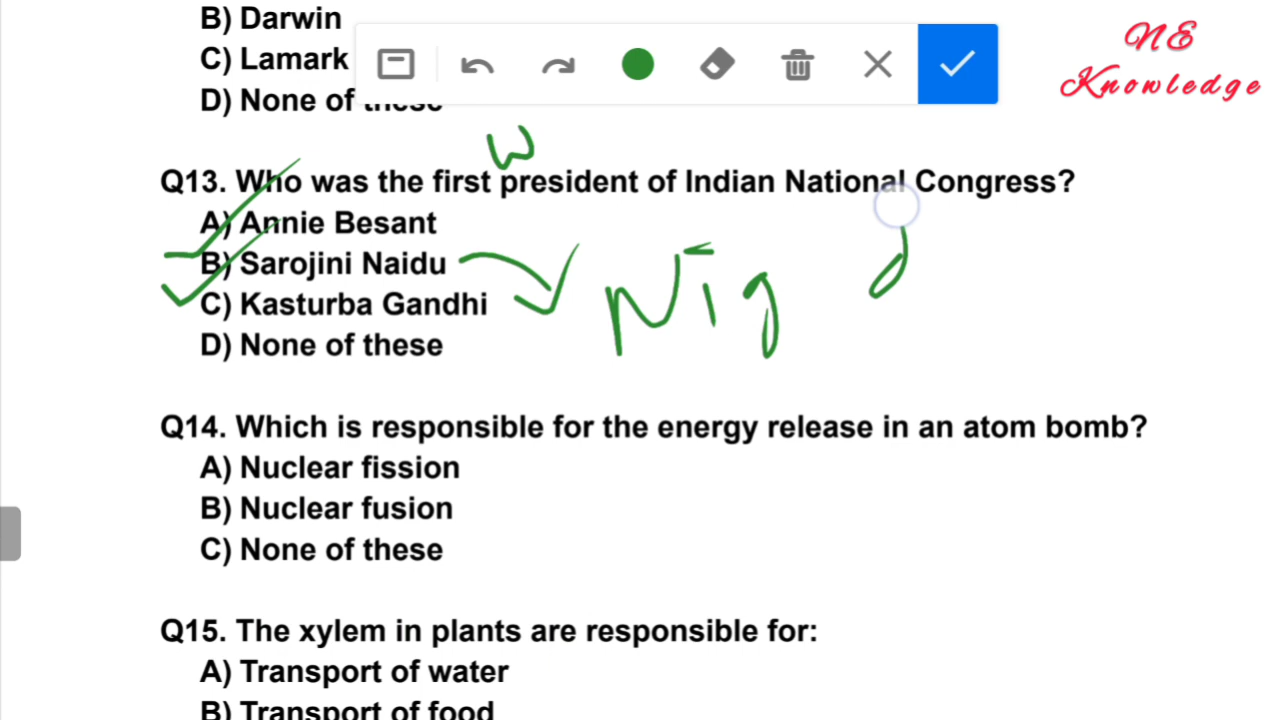 B) Darwin
C) Lamark
D) None of these
NE
Knowledge
W
Q13. Who was the first president of Indian National Congress?
A) Annie Besant
B) Sarojini Naidu
C) Kasturba Gandhi
D) None of these
Q14. Which is responsible for the energy release in an atom bomb?
A) Nuclear fission
B) Nuclear fusion
C) None of these
Q15. The xylem in plants are responsible for:
A) Transport of water
B) Transport of food